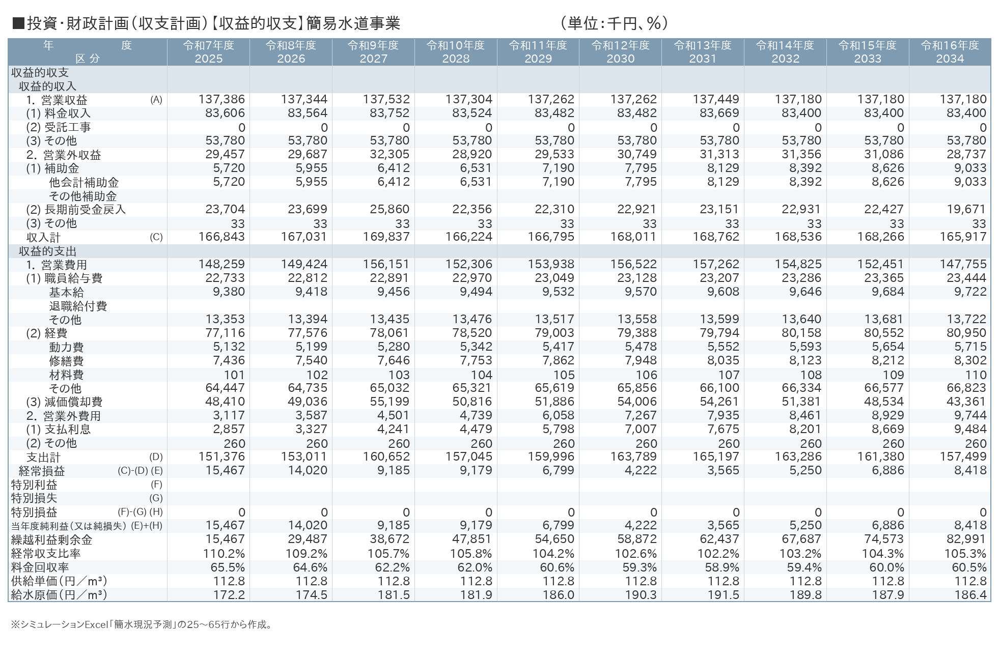 ■投資・財政計画（収支計画）【収益的収支】簡易水道事業 （単位：千円、％）
年 度 令和7年度 令和8年度 令和9年度 令和10年度 令和11年度 令和12年度 令和13年度 令和14年度 令和15年度 令和16年度
区 分 2025 2026 2027 2028 2029 2030 2031 2032 2033 2034
収益的収支
収益的収入
1．営業収益 (A) 137,386 137,344 137,532 137,304 137,262 137,262 137,449 137,180 137,180 137,180
(1) 料金収入 83,606 83,564 83,752 83,524 83,482 83,482 83,669 83,400 83,400 83,400
(2) 受託工事 0 0 0 0 0 0 0 0 0 0
(3) その他 53,780 53,780 53,780 53,780 53,780 53,780 53,780 53,780 53,780 53,780
2．営業外収益 29,457 29,687 32,305 28,920 29,533 30,749 31,313 31,356 31,086 28,737
(1) 補助金 5,720 5,955 6,412 6,531 7,190 7,795 8,129 8,392 8,626 9,033
他会計補助金 5,720 5,955 6,412 6,531 7,190 7,795 8,129 8,392 8,626 9,033
その他補助金
(2) 長期前受金戻入 23,704 23,699 25,860 22,356 22,310 22,921 23,151 22,931 22,427 19,671
(3) その他 33 33 33 33 33 33 33 33 33 33
収入計 (C) 166,843 167,031 169,837 166,224 166,795 168,011 168,762 168,536 168,266 165,917
収益的支出
1．営業費用 148,259 149,424 156,151 152,306 153,938 156,522 157,262 154,825 152,451 147,755
(1) 職員給与費 22,733 22,812 22,891 22,970 23,049 23,128 23,207 23,286 23,365 23,444
基本給 9,380 9,418 9,456 9,494 9,532 9,570 9,608 9,646 9,684 9,722
退職給付費
その他 13,353 13,394 13,435 13,476 13,517 13,558 13,599 13,640 13,681 13,722
(2) 経費 77,116 77,576 78,061 78,520 79,003 79,388 79,794 80,158 80,552 80,950
動力費 5,132 5,199 5,280 5,342 5,417 5,478 5,552 5,593 5,654 5,715
修繕費 7,436 7,540 7,646 7,753 7,862 7,948 8,035 8,123 8,212 8,302
材料費 101 102 103 104 105 106 107 108 109 110
その他 64,447 64,735 65,032 65,321 65,619 65,856 66,100 66,334 66,577 66,823
(3) 減価償却費 48,410 49,036 55,199 50,816 51,886 54,006 54,261 51,381 48,534 43,361
2．営業外費用 3,117 3,587 4,501 4,739 6,058 7,267 7,935 8,461 8,929 9,744
(1) 支払利息 2,857 3,327 4,241 4,479 5,798 7,007 7,675 8,201 8,669 9,484
(2) その他 260 260 260 260 260 260 260 260 260 260
支出計 (D) 151,376 153,011 160,652 157,045 159,996 163,789 165,197 163,286 161,380 157,499
経常損益 (C)-(D) (E) 15,467 14,020 9,185 9,179 6,799 4,222 3,565 5,250 6,886 8,418
特別利益 (F)
特別損失 (G)
特別損益 (F)-(G) (H) 0 0 0 0 0 0 0 0 0 0
当年度純利益（又は純損失） (E)+(H) 15,467 14,020 9,185 9,179 6,799 4,222 3,565 5,250 6,886 8,418
繰越利益剰余金 15,467 29,487 38,672 47,851 54,650 58,872 62,437 67,687 74,573 82,991
経常収支比率 110.2% 109.2% 105.7% 105.8% 104.2% 102.6% 102.2% 103.2% 104.3% 105.3%
料金回収率 65.5% 64.6% 62.2% 62.0% 60.6% 59.3% 58.9% 59.4% 60.0% 60.5%
供給単価（円／m³） 112.8 112.8 112.8 112.8 112.8 112.8 112.8 112.8 112.8 112.8
給水原価（円／m³） 172.2 174.5 181.5 181.9 186.0 190.3 191.5 189.8 187.9 186.4
※シミュレーションExcel「簡水現況予測」の25～65行から作成。